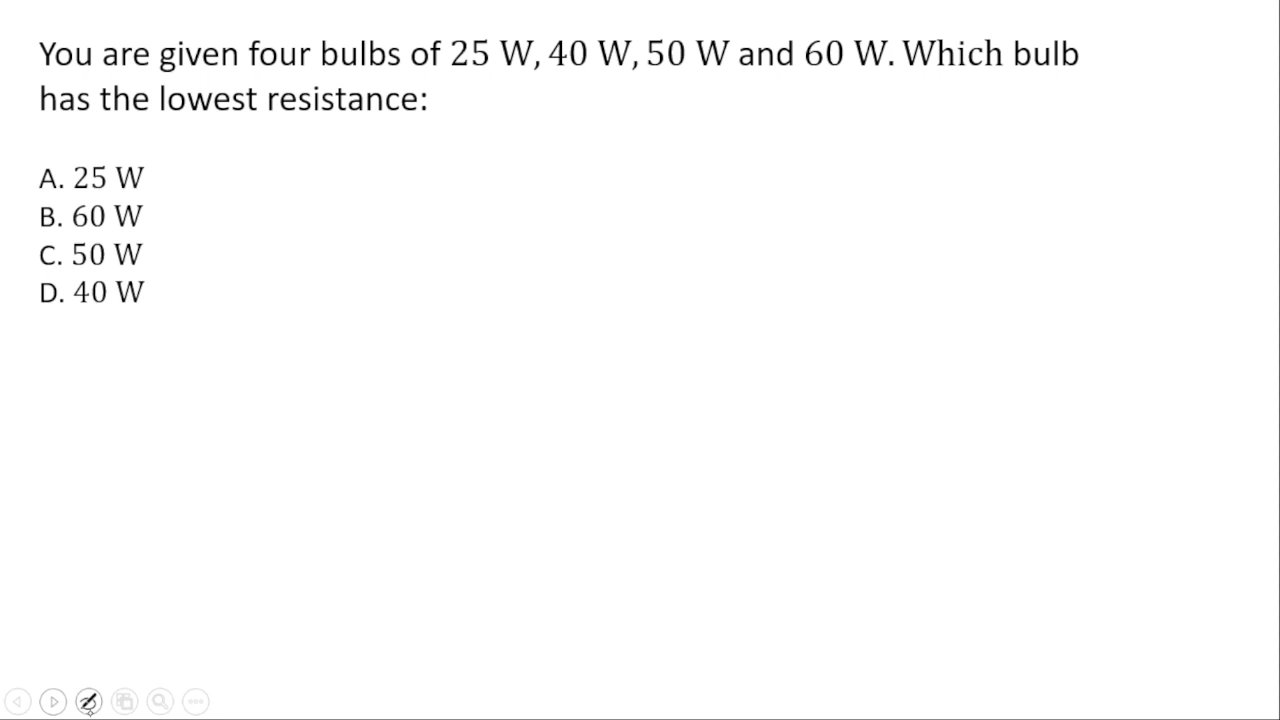 You are given four bulbs of 25 W, 40 W, 50 W and 60 W. Which bulb
has the lowest resistance:
A. 25 W
B. 60 W
C. 50 W
D. 40 W